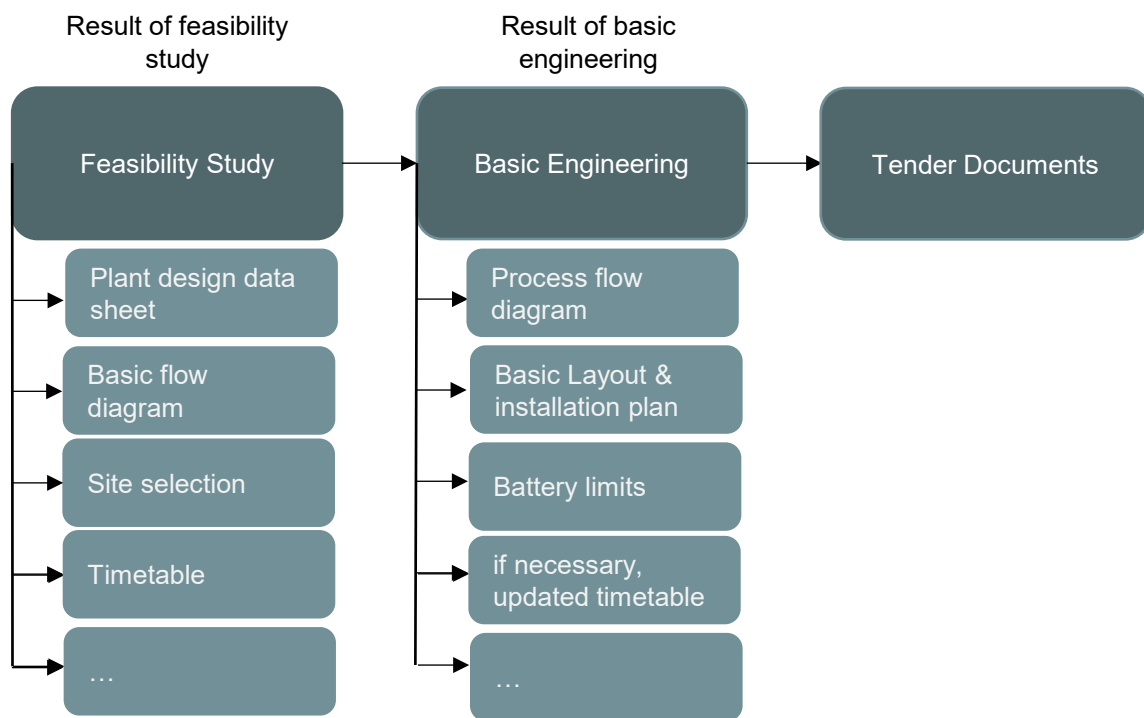 Result of feasibility
study
Result of basic
engineering
Feasibility Study
Basic Engineering
Tender Documents
Plant design data
sheet
Basic flow
diagram
Site selection
Timetable
…
Process flow
diagram
Basic Layout &
installation plan
Battery limits
if necessary,
updated timetable
…